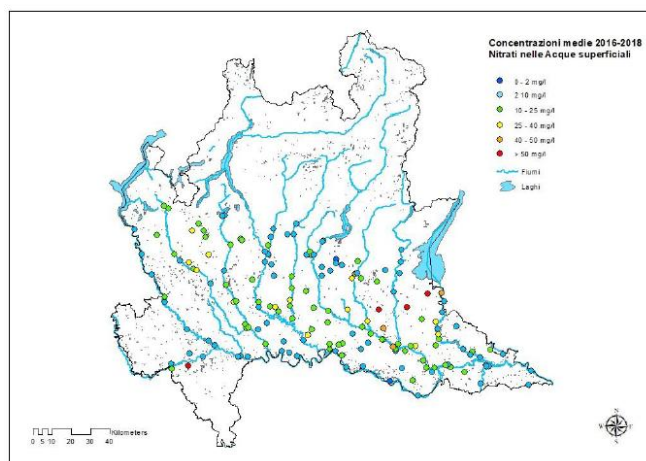 Concentrazioni medie 2016-2018
Nitrati nelle Acque superficiali
0 - 2 mg/l
2 10 mg/l
10 - 25 mg/l
25 - 40 mg/l
40 - 50 mg/l
> 50 mg/l
Fiumi
Laghi
0 5 10 20 30 40
Kilometers
N
W E
S